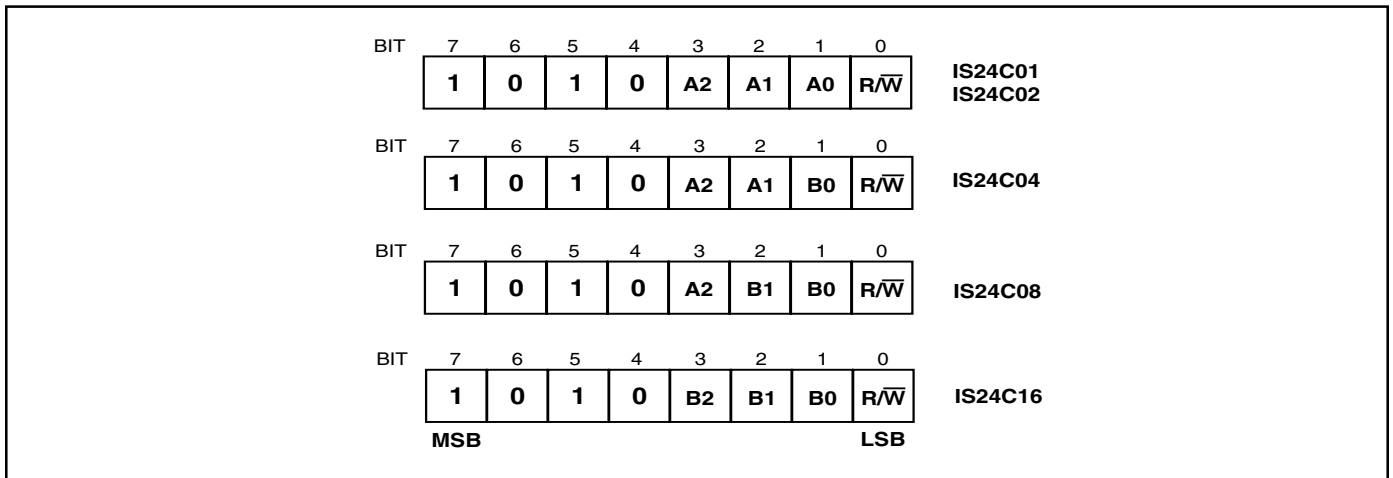 BIT 7 6 5 4 3 2 1 0
1 0 1 0 A2 A1 A0 R/W̅ IS24C01
IS24C02
BIT 7 6 5 4 3 2 1 0
1 0 1 0 A2 A1 B0 R/W̅ IS24C04
BIT 7 6 5 4 3 2 1 0
1 0 1 0 A2 B1 B0 R/W̅ IS24C08
BIT 7 6 5 4 3 2 1 0
1 0 1 0 B2 B1 B0 R/W̅ IS24C16
MSB LSB